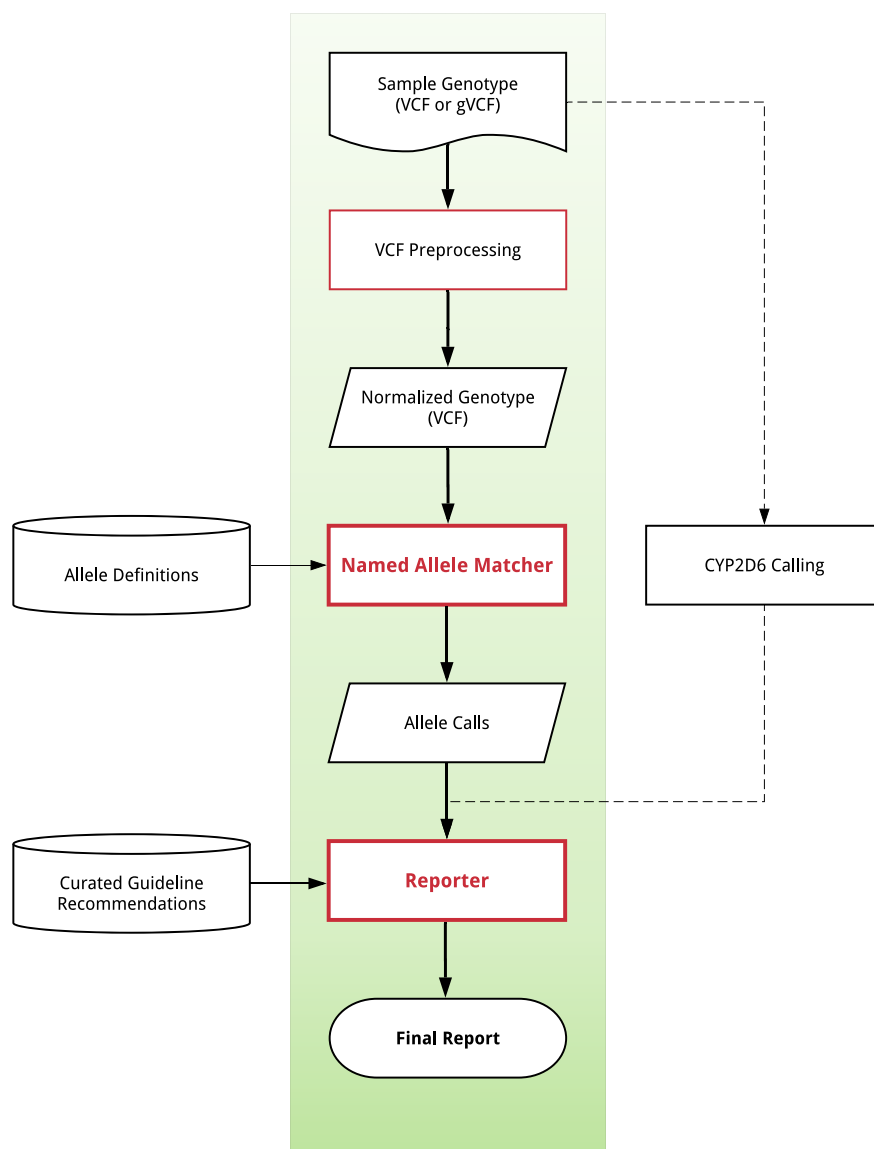 Sample Genotype
(VCF or gVCF)
VCF Preprocessing
Normalized Genotype
(VCF)
Allele Definitions
Named Allele Matcher
CYP2D6 Calling
Allele Calls
Curated Guideline
Recommendations
Reporter
Final Report